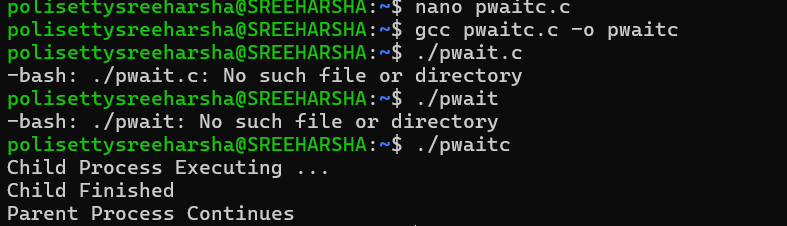 polisettysreeharsha@SREEHARSHA:~$ nano pwaitc.c
polisettysreeharsha@SREEHARSHA:~$ gcc pwaitc.c -o pwaitc
polisettysreeharsha@SREEHARSHA:~$ ./pwait.c
-bash: ./pwait.c: No such file or directory
polisettysreeharsha@SREEHARSHA:~$ ./pwait
-bash: ./pwait: No such file or directory
polisettysreeharsha@SREEHARSHA:~$ ./pwaitc
Child Process Executing ...
Child Finished
Parent Process Continues